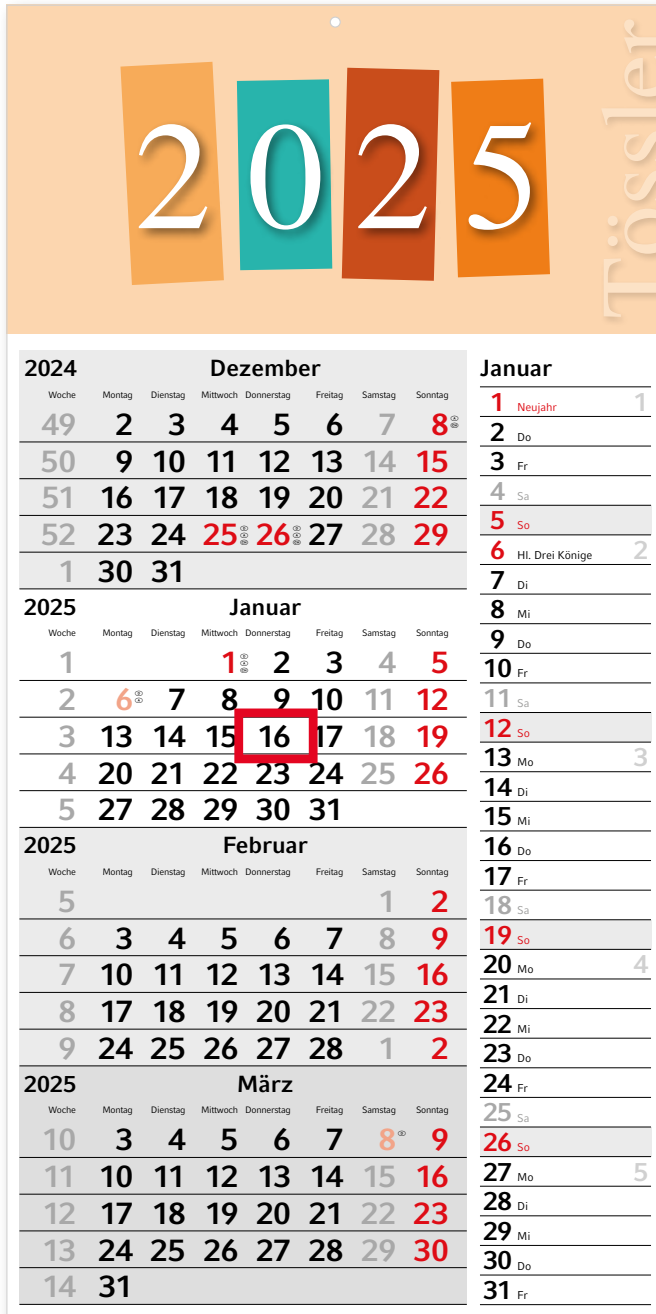 2025
Tössler
2024 Dezember
Woche Montag Dienstag Mittwoch Donnerstag Freitag Samstag Sonntag
49 2 3 4 5 6 7 8
50 9 10 11 12 13 14 15
51 16 17 18 19 20 21 22
52 23 24 25 26 27 28 29
1 30 31
2025 Januar
Woche Montag Dienstag Mittwoch Donnerstag Freitag Samstag Sonntag
1 1 2 3 4 5
2 6 7 8 9 10 11 12
3 13 14 15 16 17 18 19
4 20 21 22 23 24 25 26
5 27 28 29 30 31
2025 Februar
Woche Montag Dienstag Mittwoch Donnerstag Freitag Samstag Sonntag
5 1 2
6 3 4 5 6 7 8 9
7 10 11 12 13 14 15 16
8 17 18 19 20 21 22 23
9 24 25 26 27 28 1 2
2025 März
Woche Montag Dienstag Mittwoch Donnerstag Freitag Samstag Sonntag
10 3 4 5 6 7 8 9
11 10 11 12 13 14 15 16
12 17 18 19 20 21 22 23
13 24 25 26 27 28 29 30
14 31
Januar
1 Neujahr 1
2 Do
3 Fr
4 Sa
5 So
6 Hl. Drei Könige 2
7 Di
8 Mi
9 Do
10 Fr
11 Sa
12 So
13 Mo 3
14 Di
15 Mi
16 Do
17 Fr
18 Sa
19 So
20 Mo 4
21 Di
22 Mi
23 Do
24 Fr
25 Sa
26 So
27 Mo 5
28 Di
29 Mi
30 Do
31 Fr